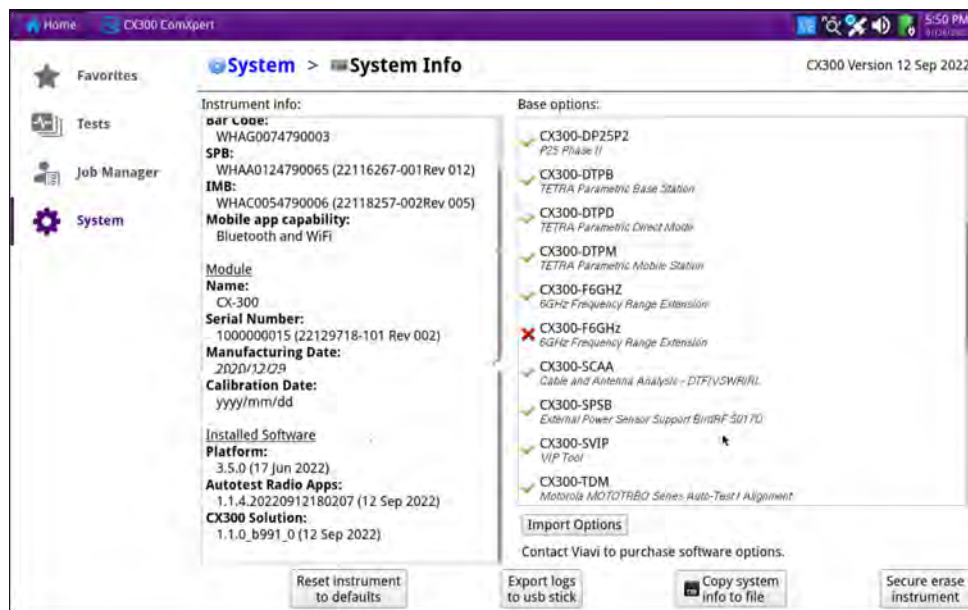 Home
CX300 ComXpert
5:50 PM
System > System Info
CX300 Version 12 Sep 2022
Favorites
Tests
Job Manager
System
Instrument info:
Bar Code:
WHAG0074790003
SPB:
WHAA0124790065 (22116267-001Rev 012)
IMB:
WHAC0054790006 (22118257-002Rev 005)
Mobile app capability:
Bluetooth and WiFi
Module
Name:
CX-300
Serial Number:
1000000015 (22129718-101 Rev 002)
Manufacturing Date:
2020/12/29
Calibration Date:
yyyy/mm/dd
Installed Software
Platform:
3.5.0 (17 Jun 2022)
Autotest Radio Apps:
1.1.4.20220912180207 (12 Sep 2022)
CX300 Solution:
1.1.0_b991_0 (12 Sep 2022)
Base options:
CX300-DP25P2
P25 Phase II
CX300-DTPB
TETRA Parametric Base Station
CX300-DTPD
TETRA Parametric Direct Mode
CX300-DTPM
TETRA Parametric Mobile Station
CX300-F6GHZ
6GHz Frequency Range Extension
CX300-F6GHz
6GHz Frequency Range Extension
CX300-SCAA
Cable and Antenna Analysis - DTF/VSWR/RL
CX300-SPSB
External Power Sensor Support BirdRF 5017D
CX300-SVIP
VIP Tool
CX300-TDM
Motorola MOTOTRBO Series Auto-Test / Alignment
Import Options
Contact Viavi to purchase software options.
Reset instrument
to defaults
Export logs
to usb stick
Copy system
info to file
Secure erase
instrument